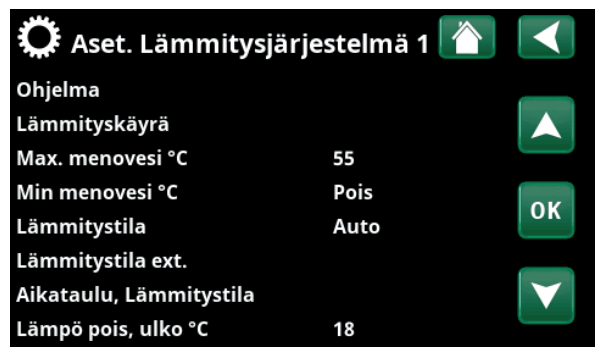 Aset. Lämmitysjärjestelmä 1
Ohjelma
Lämmityskäyrä
Max. menovesi °C 55
Min menovesi °C Pois
Lämmitystila Auto
OK
Lämmitystila ext.
Aikataulu, Lämmitystila
Lämpö pois, ulko °C 18